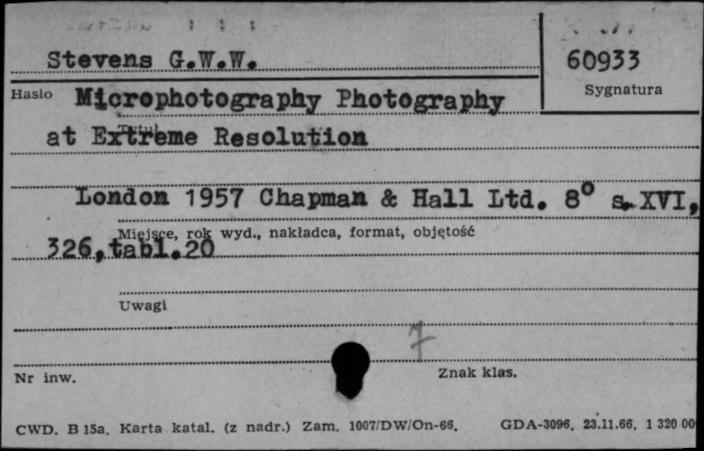 Stevens G.W.W.
60933
Sygnatura
Hasło Microphotography Photography
Tytuł
at Extreme Resolution
London 1957 Chapman & Hall Ltd. 8° s.XVI,
Miejsce, rok wyd., nakładca, format, objętość
326,tabl.20
Uwagi
7
Nr inw. Znak klas.
CWD. B 15a. Karta katal. (z nadr.) Zam. 1007/DW/On-66. GDA-3096. 23.11.66. 1 320 00